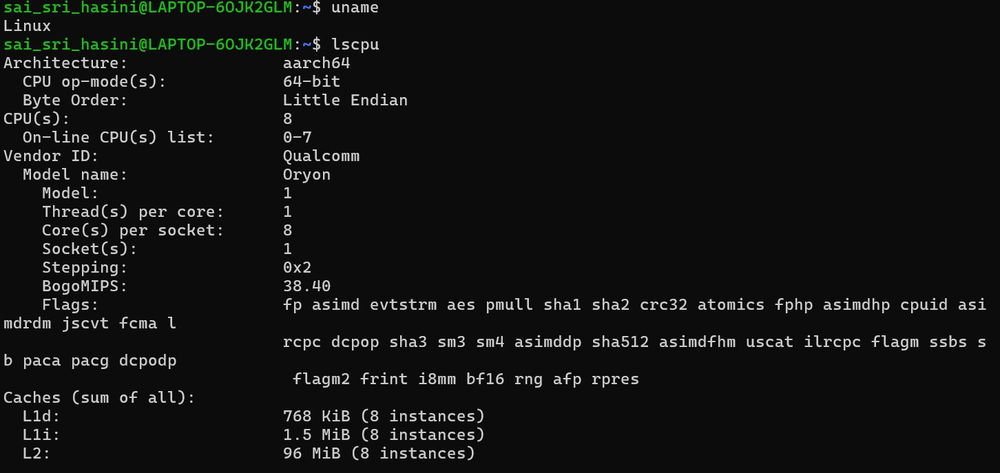 sai_sri_hasini@LAPTOP-6OJK2GLM:~$ uname
Linux
sai_sri_hasini@LAPTOP-6OJK2GLM:~$ lscpu
Architecture:                aarch64
  CPU op-mode(s):            64-bit
  Byte Order:                Little Endian
CPU(s):                      8
  On-line CPU(s) list:       0-7
Vendor ID:                   Qualcomm
  Model name:                Oryon
    Model:                   1
    Thread(s) per core:      1
    Core(s) per socket:      8
    Socket(s):               1
    Stepping:                0x2
    BogoMIPS:                38.40
    Flags:                   fp asimd evtstrm aes pmull sha1 sha2 crc32 atomics fphp asimdhp cpuid asi
mdrdm jscvt fcma l
                             rcpc dcpop sha3 sm3 sm4 asimddp sha512 asimdfhm uscat ilrcpc flagm ssbs s
b paca pacg dcpodp
                              flagm2 frint i8mm bf16 rng afp rpres
Caches (sum of all):
  L1d:                       768 KiB (8 instances)
  L1i:                       1.5 MiB (8 instances)
  L2:                        96 MiB (8 instances)